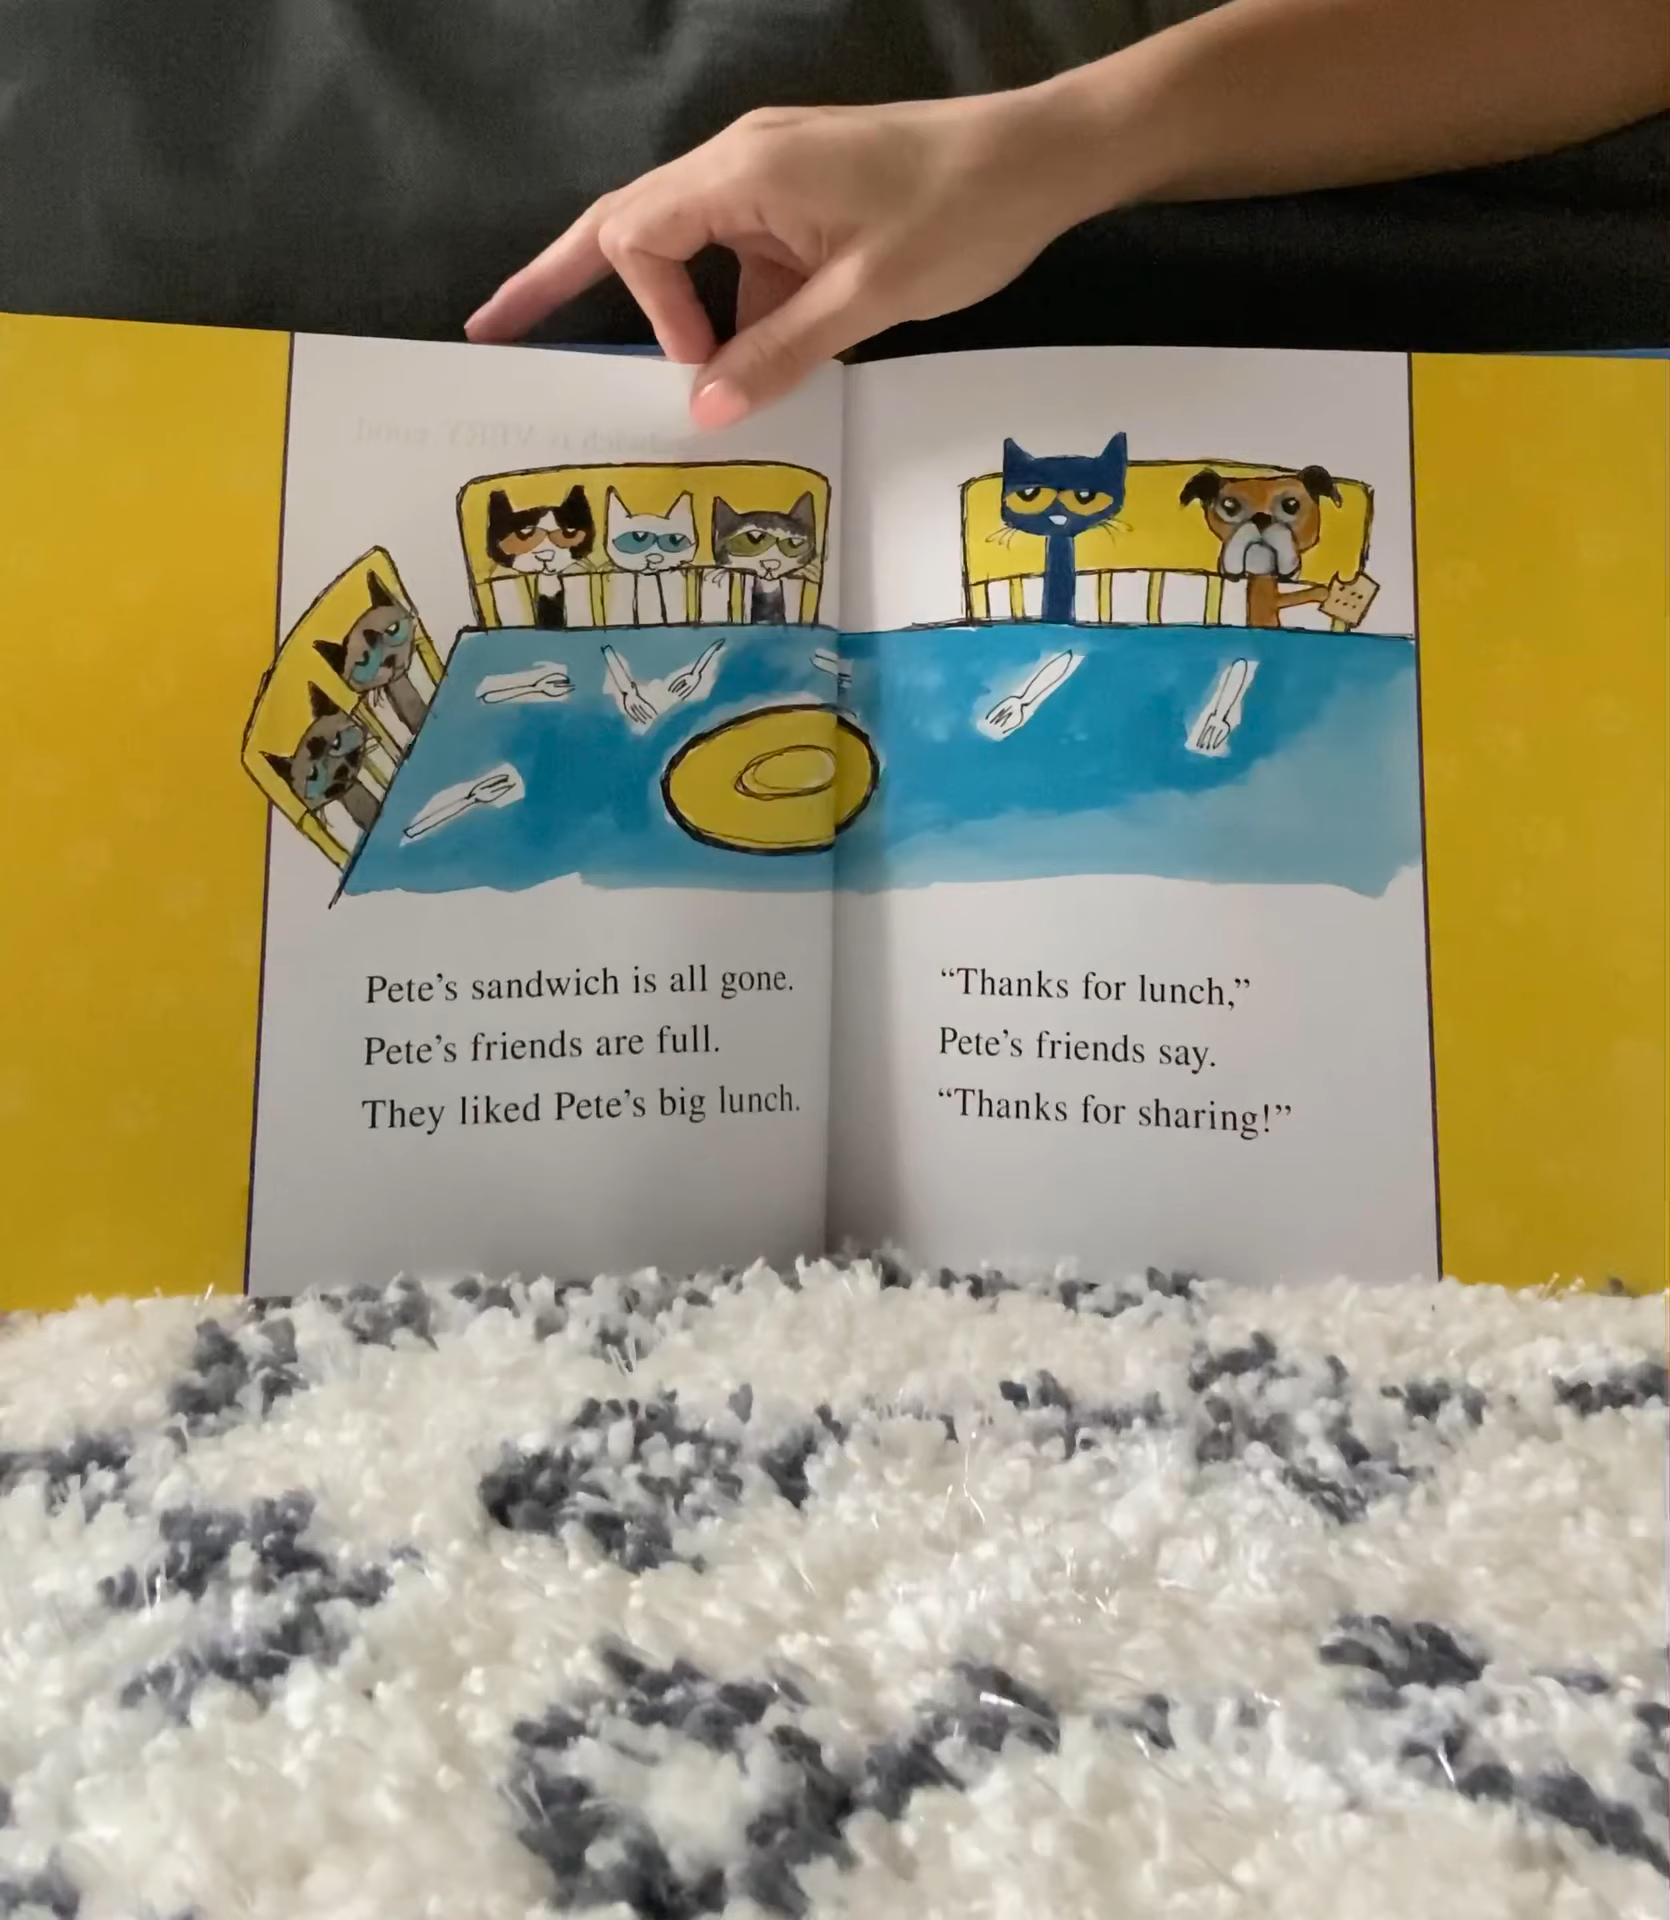 Pete's sandwich is all gone.
Pete's friends are full.
They liked Pete's big lunch.
“Thanks for lunch,”
Pete's friends say.
“Thanks for sharing!”